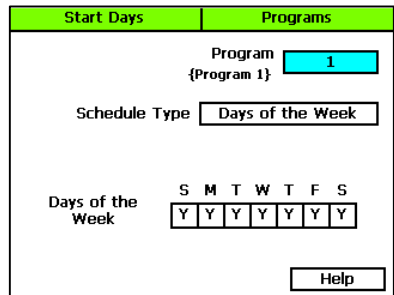 Start Days Programs
Program 1
{Program 1}
Schedule Type Days of the Week
S M T W T F S
Days of the
Week
Y Y Y Y Y Y Y
Help